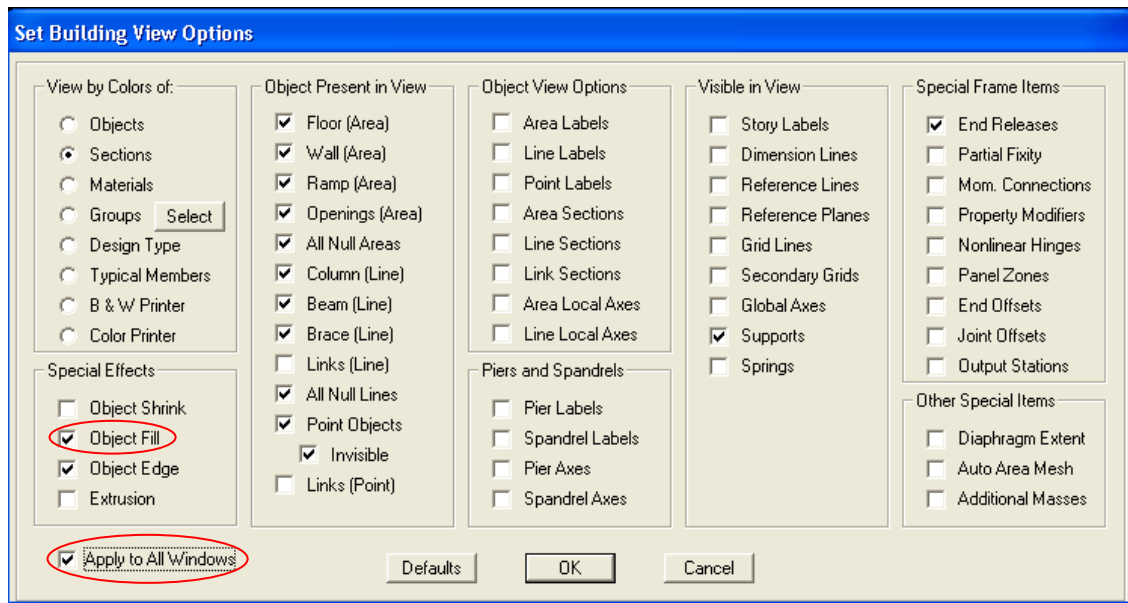 Set Building View Options
View by Colors of:
Objects
Sections
Materials
Groups Select
Design Type
Typical Members
B & W Printer
Color Printer
Special Effects
Object Shrink
Object Fill
Object Edge
Extrusion
Apply to All Windows
Object Present in View
Floor (Area)
Wall (Area)
Ramp (Area)
Openings (Area)
All Null Areas
Column (Line)
Beam (Line)
Brace (Line)
Links (Line)
All Null Lines
Point Objects
Invisible
Links (Point)
Object View Options
Area Labels
Line Labels
Point Labels
Area Sections
Line Sections
Link Sections
Area Local Axes
Line Local Axes
Piers and Spandrels
Pier Labels
Spandrel Labels
Pier Axes
Spandrel Axes
Visible in View
Story Labels
Dimension Lines
Reference Lines
Reference Planes
Grid Lines
Secondary Grids
Global Axes
Supports
Springs
Special Frame Items
End Releases
Partial Fixity
Mom. Connections
Property Modifiers
Nonlinear Hinges
Panel Zones
End Offsets
Joint Offsets
Output Stations
Other Special Items
Diaphragm Extent
Auto Area Mesh
Additional Masses
Defaults
OK
Cancel